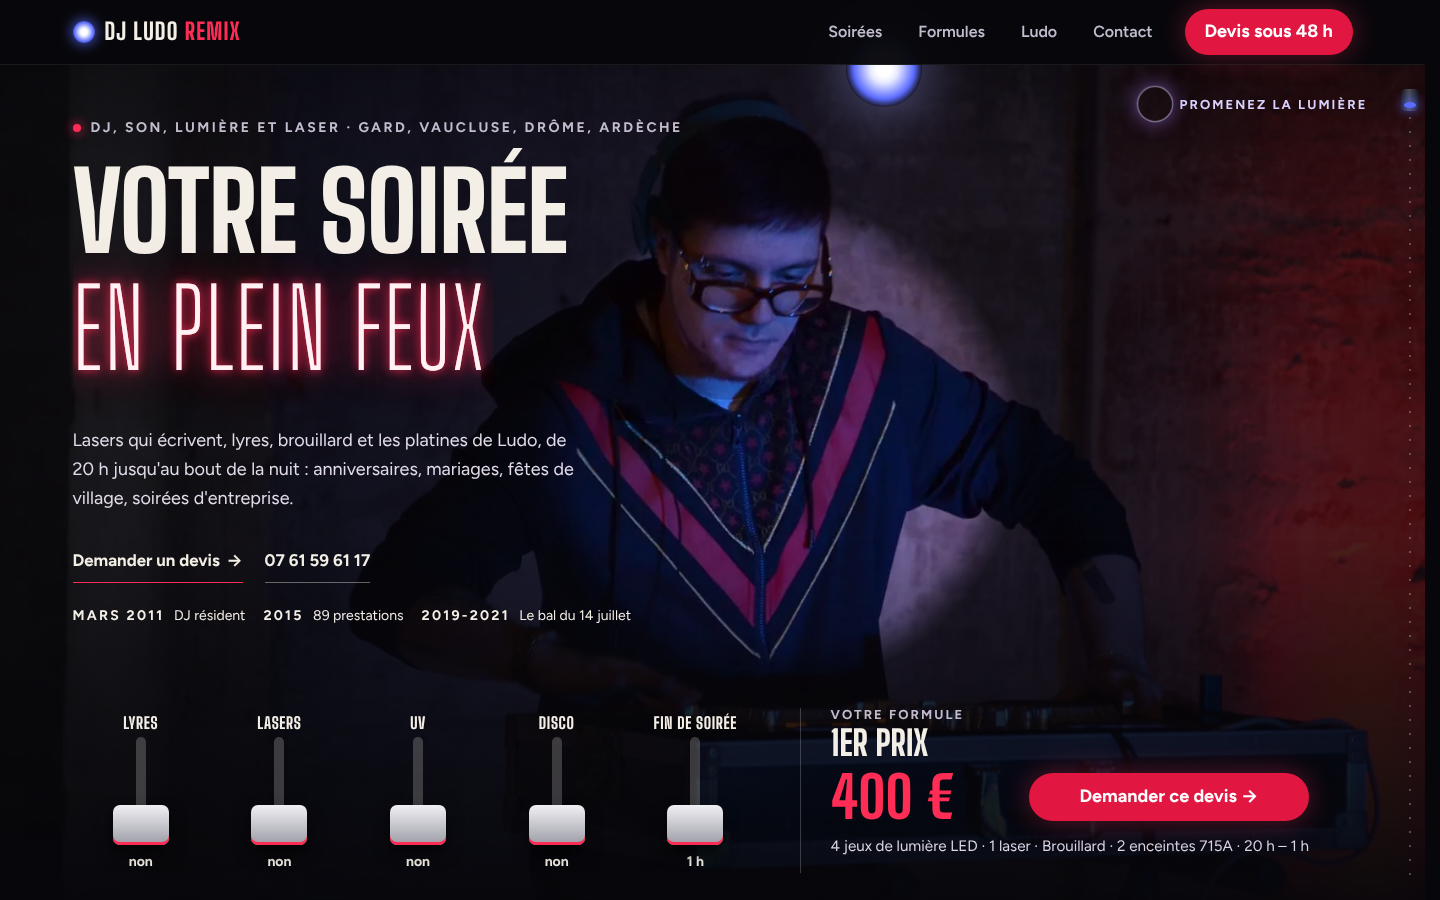 DJ LUDO REMIX
Soirées
Formules
Ludo
Contact
Devis sous 48 h
PROMENEZ LA LUMIÈRE
DJ, SON, LUMIÈRE ET LASER · GARD, VAUCLUSE, DRÔME, ARDÈCHE
VOTRE SOIRÉE
EN PLEIN FEUX
Lasers qui écrivent, lyres, brouillard et les platines de Ludo, de
20 h jusqu'au bout de la nuit : anniversaires, mariages, fêtes de
village, soirées d'entreprise.
Demander un devis →
07 61 59 61 17
MARS 2011 DJ résident 2015 89 prestations 2019-2021 Le bal du 14 juillet
LYRES
LASERS
UV
DISCO
FIN DE SOIRÉE
non
non
non
non
1 h
VOTRE FORMULE
1ER PRIX
400 €
Demander ce devis →
4 jeux de lumière LED · 1 laser · Brouillard · 2 enceintes 715A · 20 h – 1 h